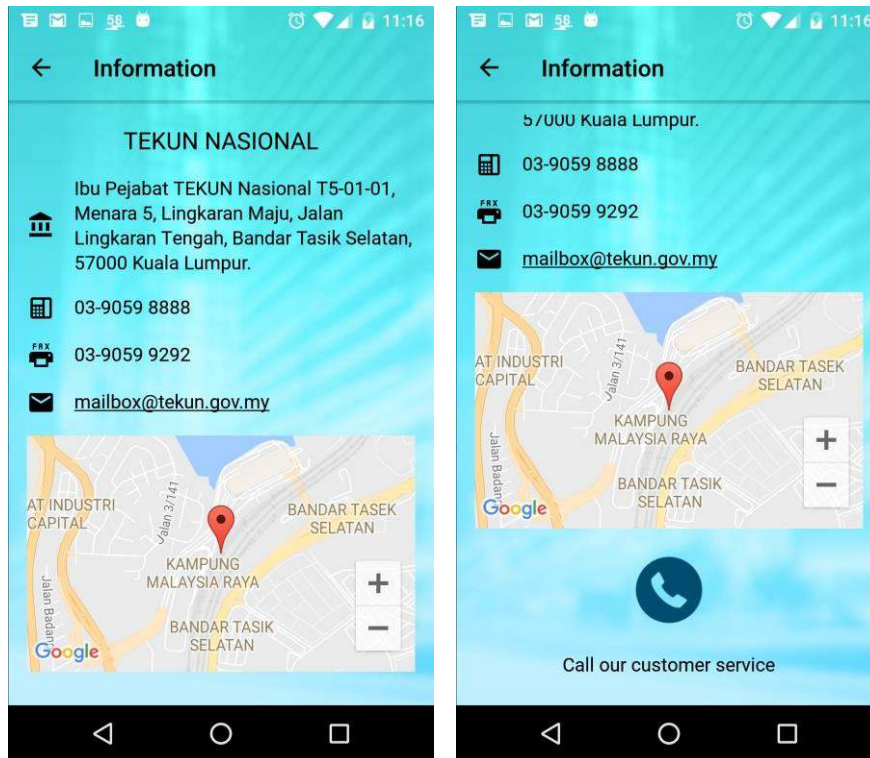 58
11:16
Information
TEKUN NASIONAL
Ibu Pejabat TEKUN Nasional T5-01-01,
Menara 5, Lingkaran Maju, Jalan
Lingkaran Tengah, Bandar Tasik Selatan,
57000 Kuala Lumpur.
03-9059 8888
FAX
03-9059 9292
mailbox@tekun.gov.my
AT INDUSTRI
CAPITAL
Jalan 3/141
BANDAR TASEK
SELATAN
KAMPUNG
MALAYSIA RAYA
Jalan Badan
BANDAR TASIK
SELATAN
+
−
Google
58
11:16
Information
57000 Kuala Lumpur.
03-9059 8888
FAX
03-9059 9292
mailbox@tekun.gov.my
AT INDUSTRI
CAPITAL
Jalan 3/141
BANDAR TASEK
SELATAN
KAMPUNG
MALAYSIA RAYA
Jalan Badan
BANDAR TASIK
SELATAN
+
−
Google
Call our customer service